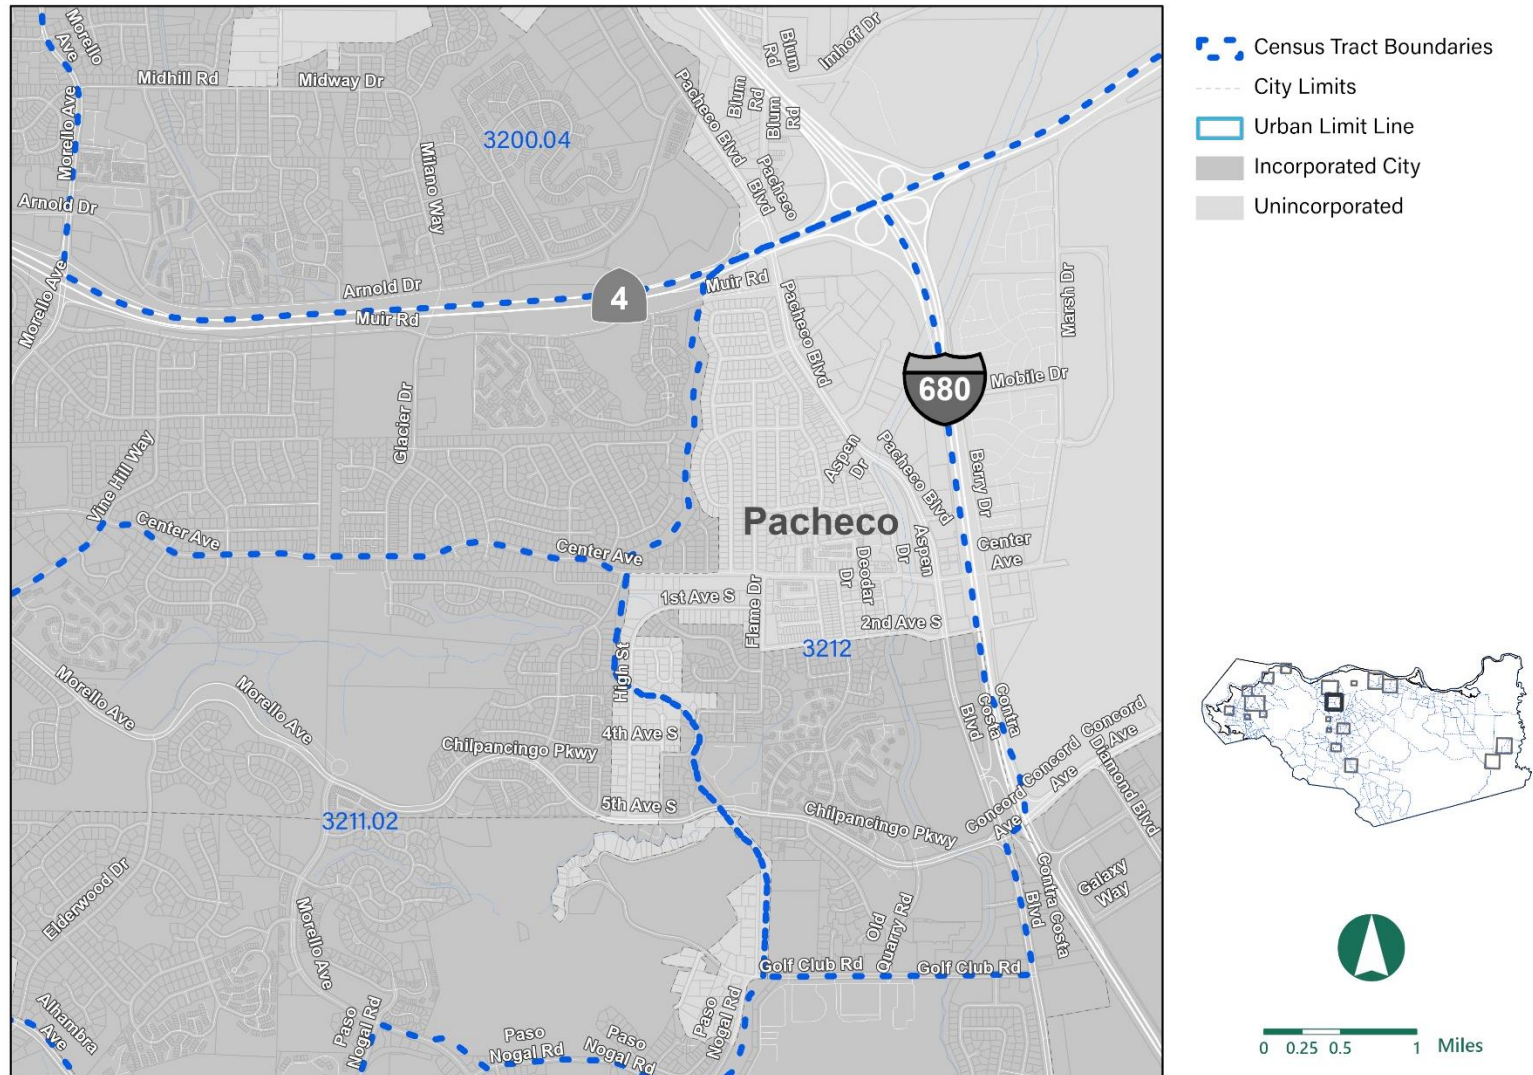 Morello
Ave
Midhill Rd
Midway Dr
Pacheco Blvd
Blum
Rd
Blum
Rd
Blum
Rd
Imhoff Dr
Morello Ave
3200.04
Milano Way
Pacheco
Blvd
Arnold Dr
Morello Ave
Arnold Dr
4
Muir Rd
Muir Rd
Pacheco Blvd
Marsh Dr
680
Mobile Dr
Glacier Dr
Vine Hill Way
Aspen
Dr
Pacheco Blvd
Berry Dr
Center Ave
Center Ave
Pacheco
Aspen
Dr
Deodar
Dr
Center
Ave
1st Ave S
Flame Dr
2nd Ave S
3212
High St
Morello Ave
Morello Ave
4th Ave S
Chilpancingo Pkwy
Contra
Costa
Blvd
Concord
Ave
Concord
Ave
Concord
Ave
Diamond Blvd
5th Ave S
Chilpancingo Pkwy
3211.02
Elderwood Dr
Morello Ave
Old
Quarry Rd
Contra Costa
Blvd
Galaxy
Way
Golf Club Rd
Golf Club Rd
Alhambra
Ave
Paso
Nogal Rd
Paso
Nogal Rd
Paso
Nogal Rd
Paso
Nogal Rd
Census Tract Boundaries
City Limits
Urban Limit Line
Incorporated City
Unincorporated
0 0.25 0.5 1 Miles